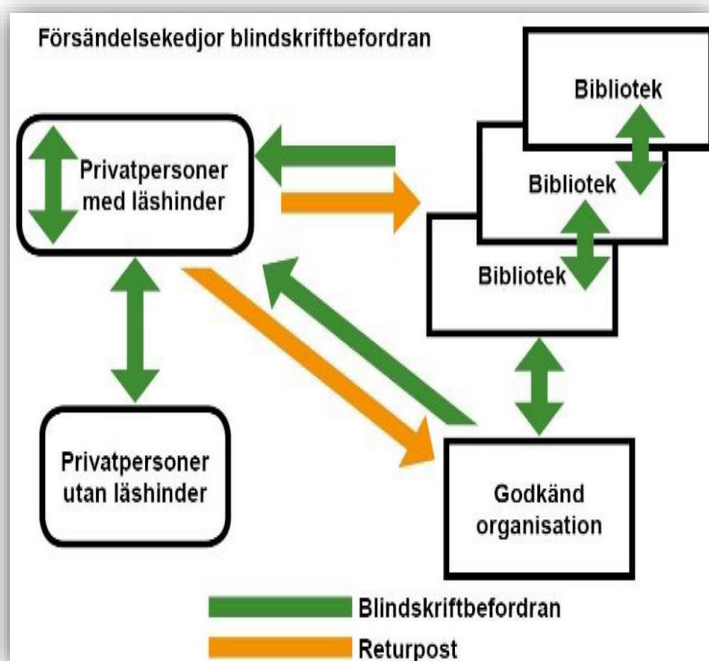 Försändelsekedjor blindskriftbefordran
Bibliotek
Privatpersoner
med läshinder
Bibliotek
Bibliotek
Privatpersoner
utan läshinder
Godkänd
organisation
Blindskriftbefordran
Returpost